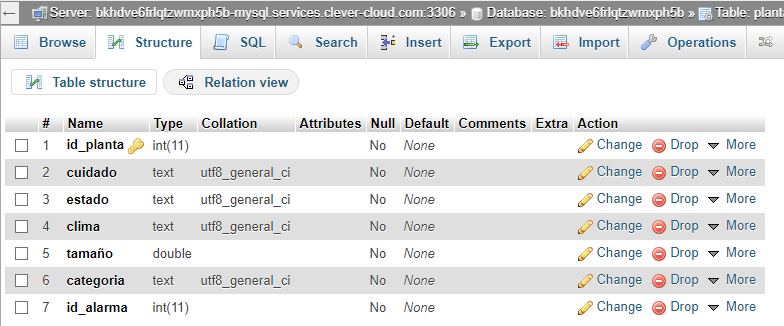 Server: bkhdve6frlqtzwmxph5b-mysql.services.clever-cloud.com:3306 » Database: bkhdve6frlqtzwmxph5b » Table: plant
Browse Structure SQL Search Insert Export Import Operations »
Table structure Relation view
# Name Type Collation Attributes Null Default Comments Extra Action
1 id_planta int(11) No None Change Drop More
2 cuidado text utf8_general_ci No None Change Drop More
3 estado text utf8_general_ci No None Change Drop More
4 clima text utf8_general_ci No None Change Drop More
5 tamaño double No None Change Drop More
6 categoria text utf8_general_ci No None Change Drop More
7 id_alarma int(11) No None Change Drop More